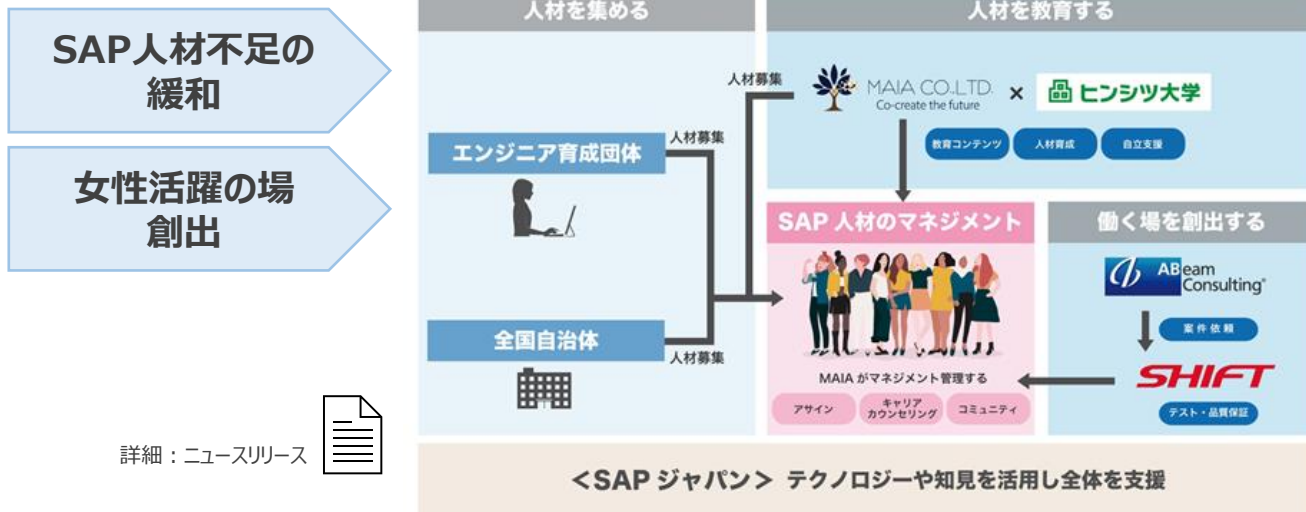 SAP人材不足の
緩和
女性活躍の場
創出
詳細：ニュースリリース
人材を集める
エンジニア育成団体
人材募集
全国自治体
人材募集
人材募集
人材を教育する
MAIA CO.,LTD.
Co-create the future
×
ヒンシツ大学
教育コンテンツ
人材育成
自立支援
SAP 人材のマネジメント
MAIA がマネジメント管理する
アサイン
キャリア
カウンセリング
コミュニティ
働く場を創出する
ABeam
Consulting®
案件依頼
SHIFT
テスト・品質保証
＜SAP ジャパン＞ テクノロジーや知見を活用し全体を支援